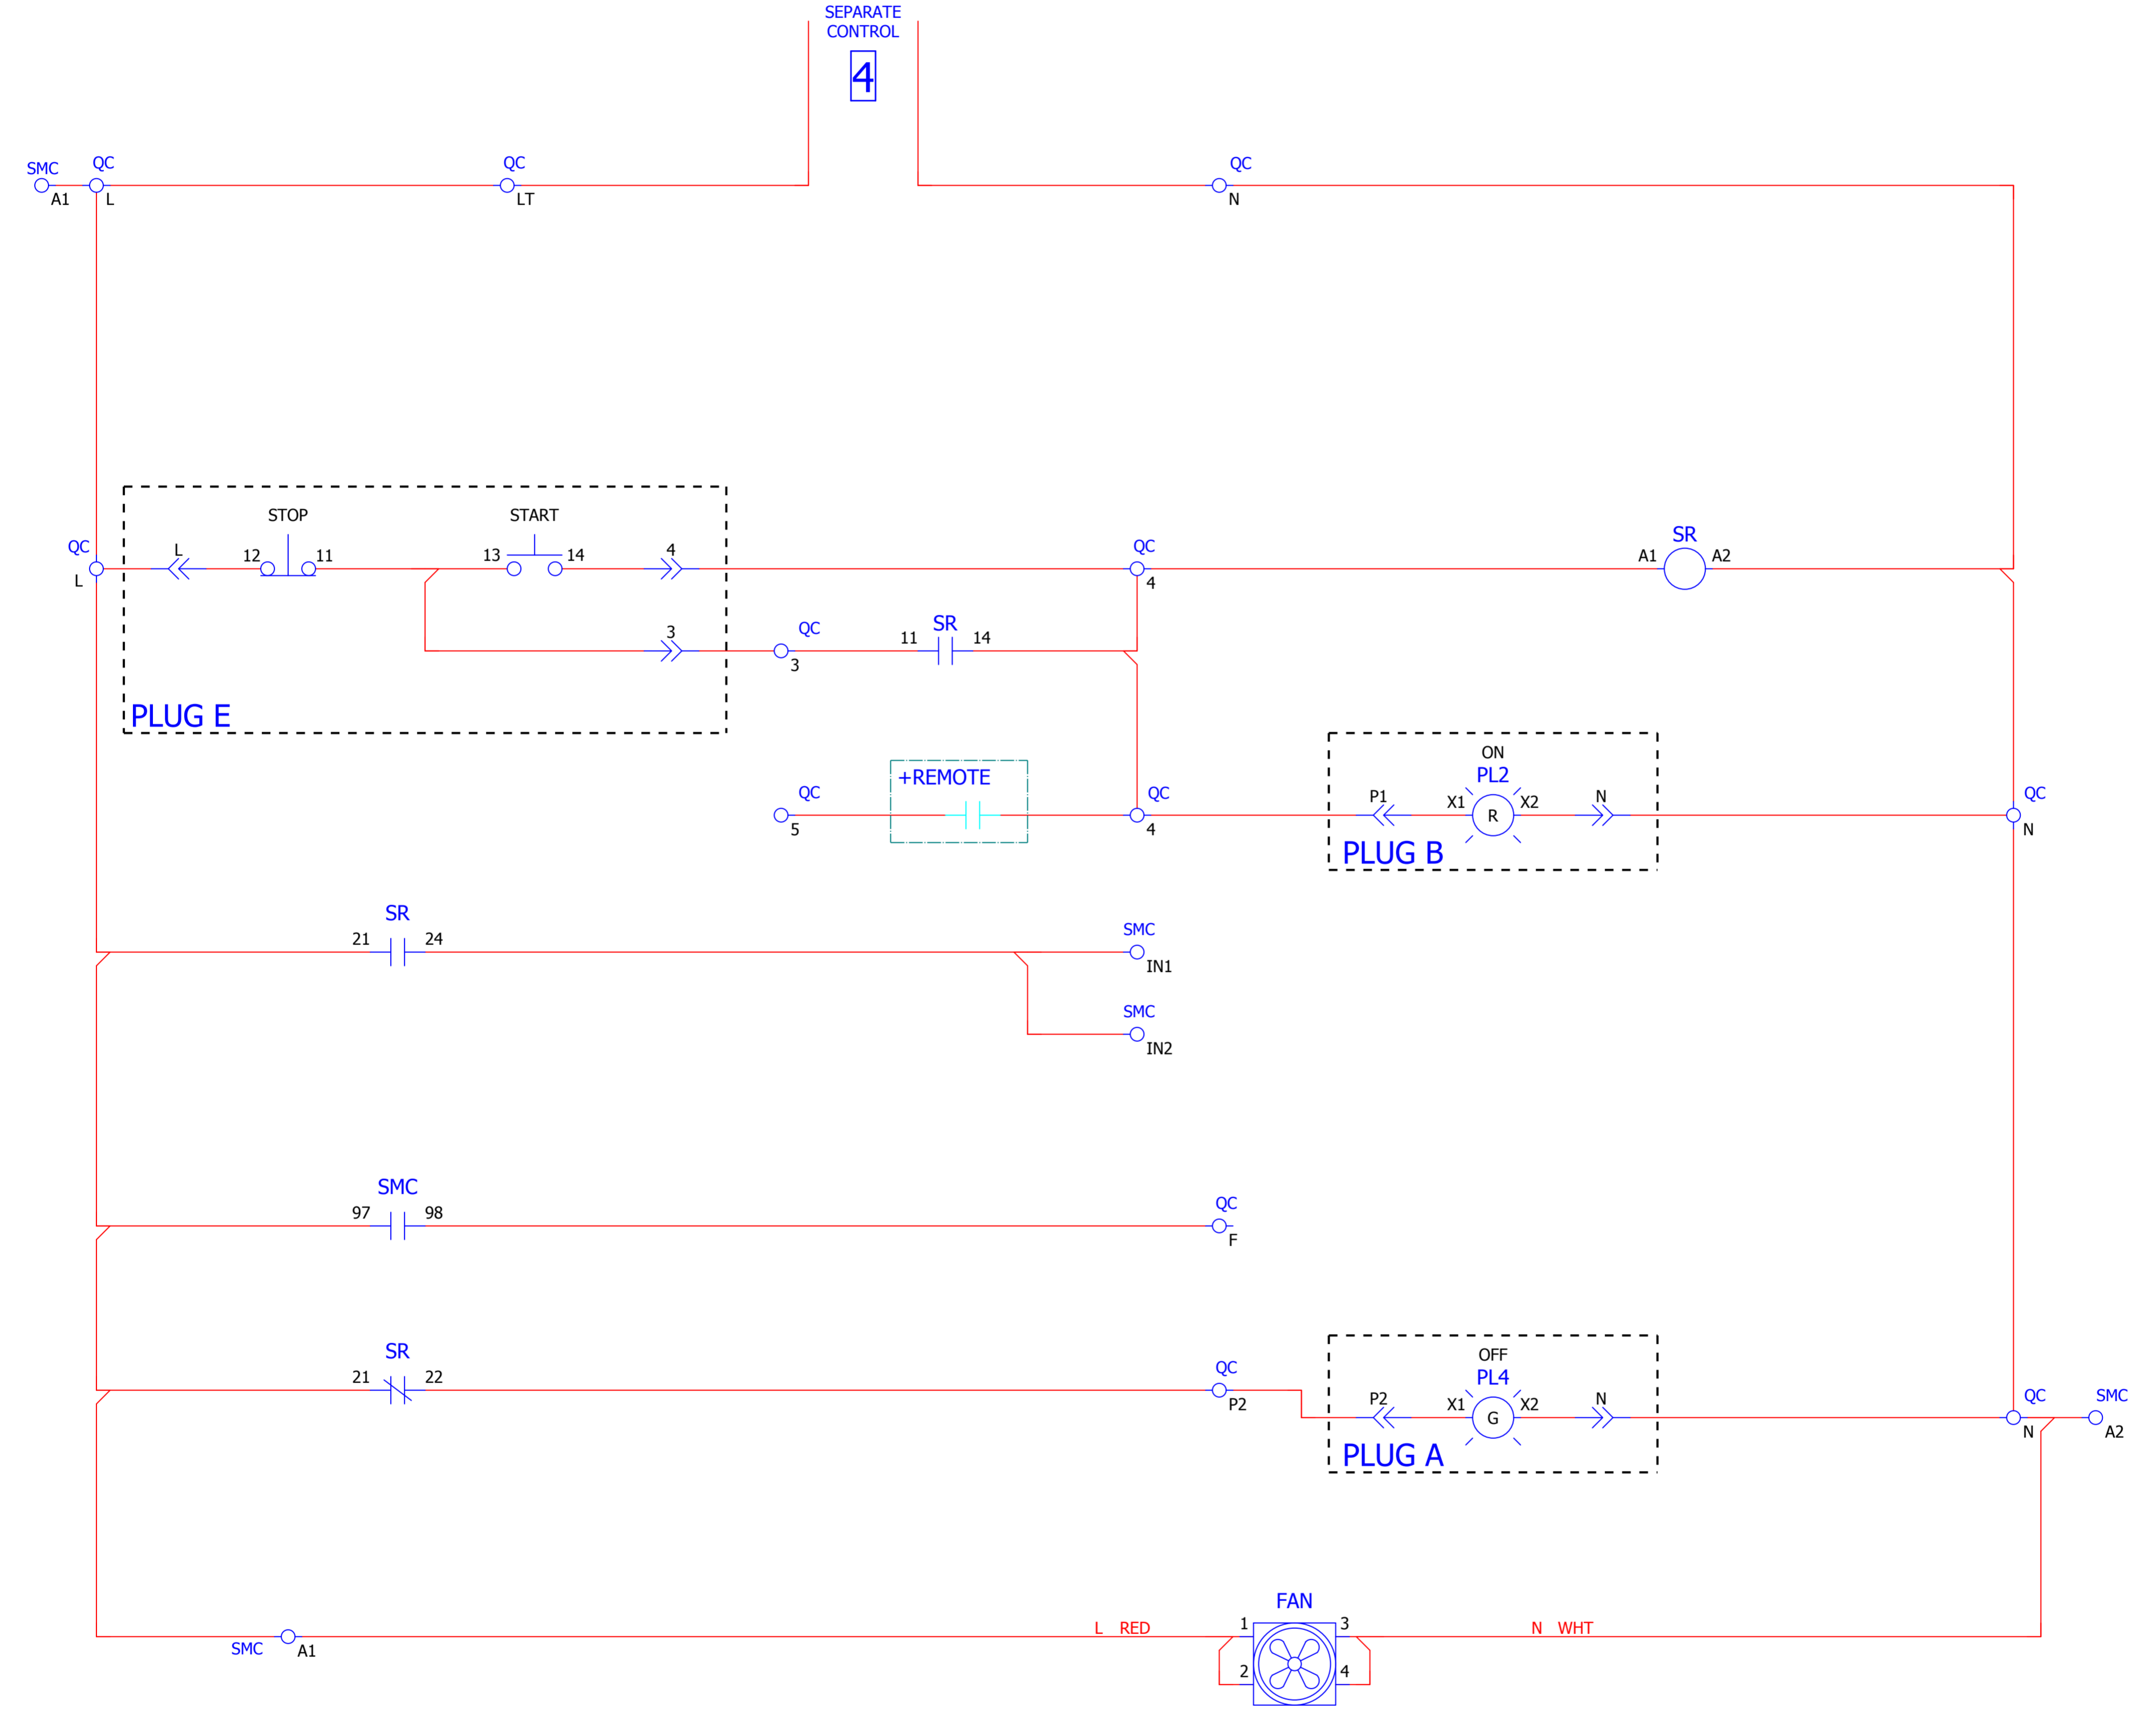 SEPARATE
CONTROL
4
SMC
A1
QC
L
QC
LT
QC
N
STOP
START
QC
L
L
12
11
13
14
4
QC
4
SR
A1
A2
3
QC
3
SR
11
14
PLUG E
+REMOTE
QC
5
QC
4
ON
PL2
P1
X1
R
X2
N
QC
N
PLUG B
SR
21
24
SMC
IN1
SMC
IN2
SMC
97
98
QC
F
SR
21
22
QC
P2
OFF
PL4
P2
X1
G
X2
N
QC
N
SMC
A2
PLUG A
SMC
A1
L RED
FAN
1
2
3
4
N WHT